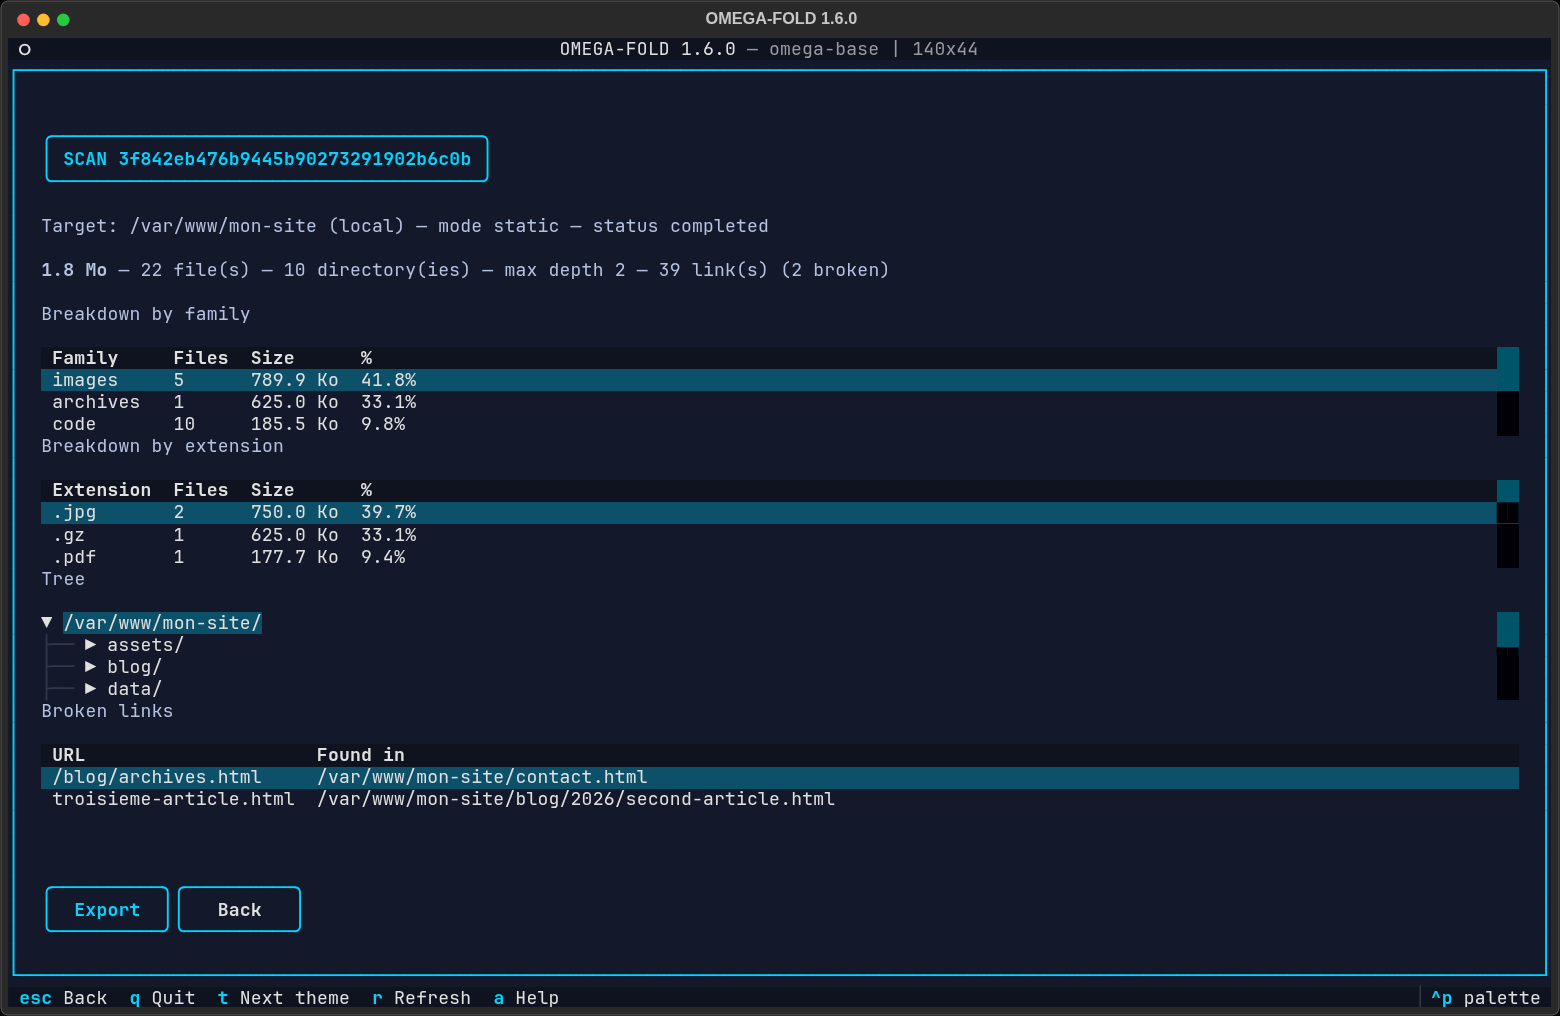 OMEGA-FOLD 1.6.0
OMEGA-FOLD 1.6.0 — omega-base | 140x44
SCAN 3f842eb476b9445b90273291902b6c0b
Target: /var/www/mon-site (local) — mode static — status completed
1.8 Mo — 22 file(s) — 10 directory(ies) — max depth 2 — 39 link(s) (2 broken)
Breakdown by family
Family Files Size %
images 5 789.9 Ko 41.8%
archives 1 625.0 Ko 33.1%
code 10 185.5 Ko 9.8%
Breakdown by extension
Extension Files Size %
.jpg 2 750.0 Ko 39.7%
.gz 1 625.0 Ko 33.1%
.pdf 1 177.7 Ko 9.4%
Tree
▼ /var/www/mon-site/
▶ assets/
▶ blog/
▶ data/
Broken links
URL Found in
/blog/archives.html /var/www/mon-site/contact.html
troisieme-article.html /var/www/mon-site/blog/2026/second-article.html
Export Back
esc Back q Quit t Next theme r Refresh a Help ^p palette